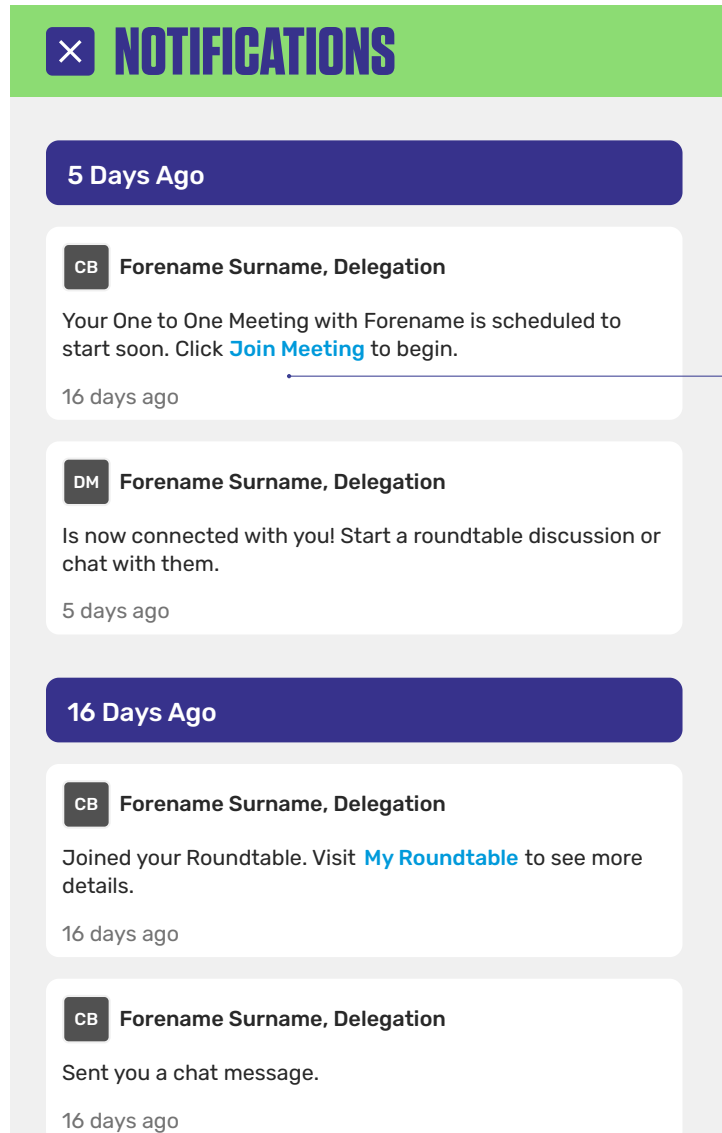 NOTIFICATIONS
5 Days Ago
CB Forename Surname, Delegation
Your One to One Meeting with Forename is scheduled to
start soon. Click Join Meeting to begin.
16 days ago
DM Forename Surname, Delegation
Is now connected with you! Start a roundtable discussion or
chat with them.
5 days ago
16 Days Ago
CB Forename Surname, Delegation
Joined your Roundtable. Visit My Roundtable to see more
details.
16 days ago
CB Forename Surname, Delegation
Sent you a chat message.
16 days ago